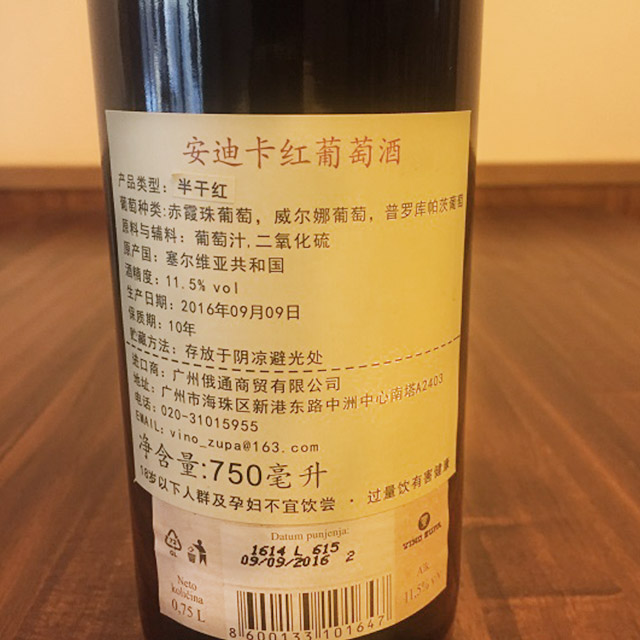 安迪卡红葡萄酒
产品类型：半干红
葡萄种类:赤霞珠葡萄，威尔娜葡萄，普罗库帕茨葡萄
原料与辅料：葡萄汁,二氧化硫
原产国：塞尔维亚共和国
酒精度：11.5% vol
生产日期：2016年09月09日
保质期：10年
贮藏方法：存放于阴凉避光处
进口商：广州俄通商贸有限公司
地址：广州市海珠区新港东路中洲中心南塔A2403
电话：020-31015955
EMAIL：vino_zupa@163.com
净含量:750毫升
18岁以下人群及孕妇不宜饮尝 · 过量饮有害健康
Datum punjenja:
1614 L 615
09/09/2016 2
72
GL
VINO ŽUPA
Neto
količina
0,75 L
Alk.
11,5% V/V
8600133101647